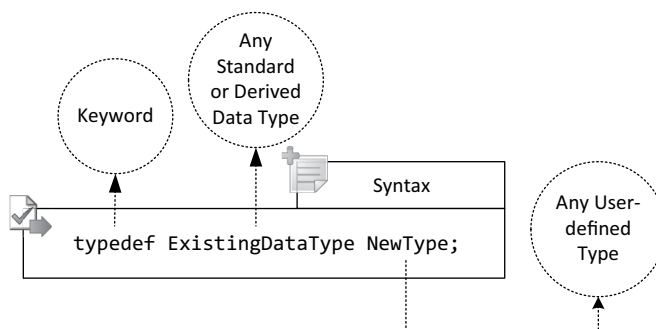 Any
Standard
or Derived
Data Type
Keyword
Syntax
typedef ExistingDataType NewType;
Any User-
defined
Type